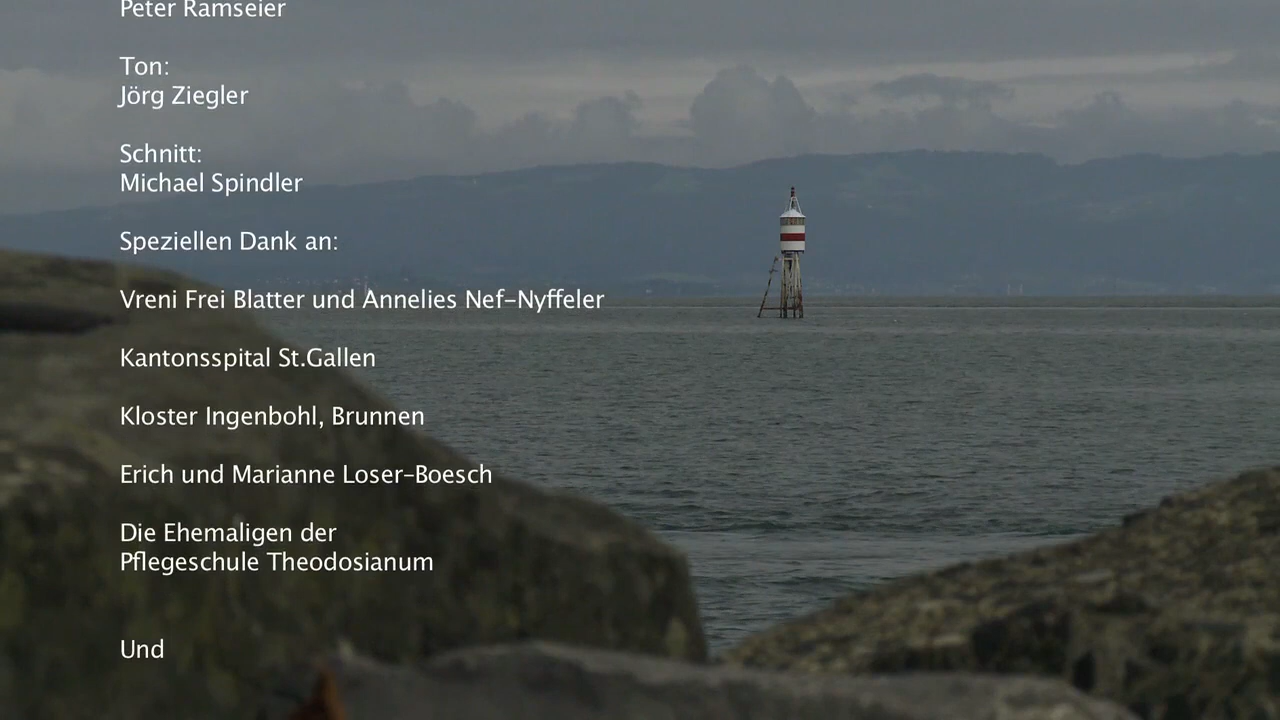 Peter Ramseier
Ton:
Jörg Ziegler
Schnitt:
Michael Spindler
Speziellen Dank an:
Vreni Frei Blatter und Annelies Nef-Nyffeler
Kantonsspital St.Gallen
Kloster Ingenbohl, Brunnen
Erich und Marianne Loser-Boesch
Die Ehemaligen der
Pflegeschule Theodosianum
Und